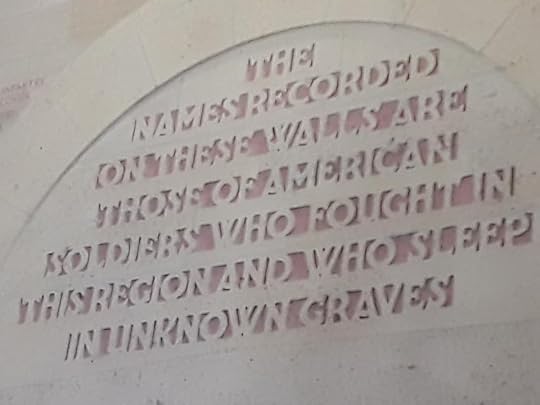 THE
NAMES RECORDED
ON THESE WALLS ARE
THOSE OF AMERICAN
SOLDIERS WHO FOUGHT IN
THIS REGION AND WHO SLEEP
IN UNKNOWN GRAVES